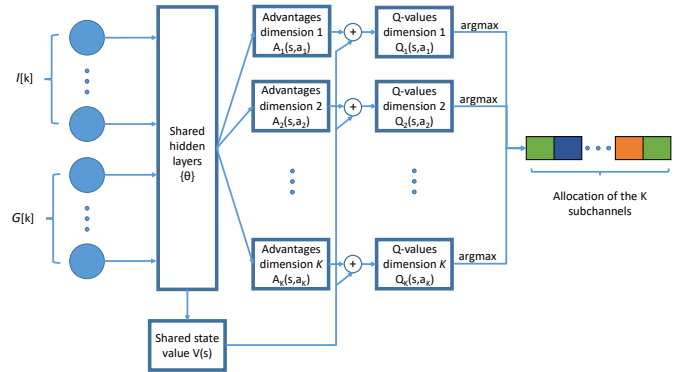 I[k]
G[k]
Shared
hidden
layers
{θ}
Shared state
value V(s)
Advantages
dimension 1
A₁(s,a₁)
Advantages
dimension 2
A₂(s,a₂)
Advantages
dimension K
Aₖ(s,aₖ)
+
+
+
Q-values
dimension 1
Q₁(s,a₁)
Q-values
dimension 2
Q₂(s,a₂)
Q-values
dimension K
Qₖ(s,aₖ)
argmax
argmax
argmax
Allocation of the K
subchannels